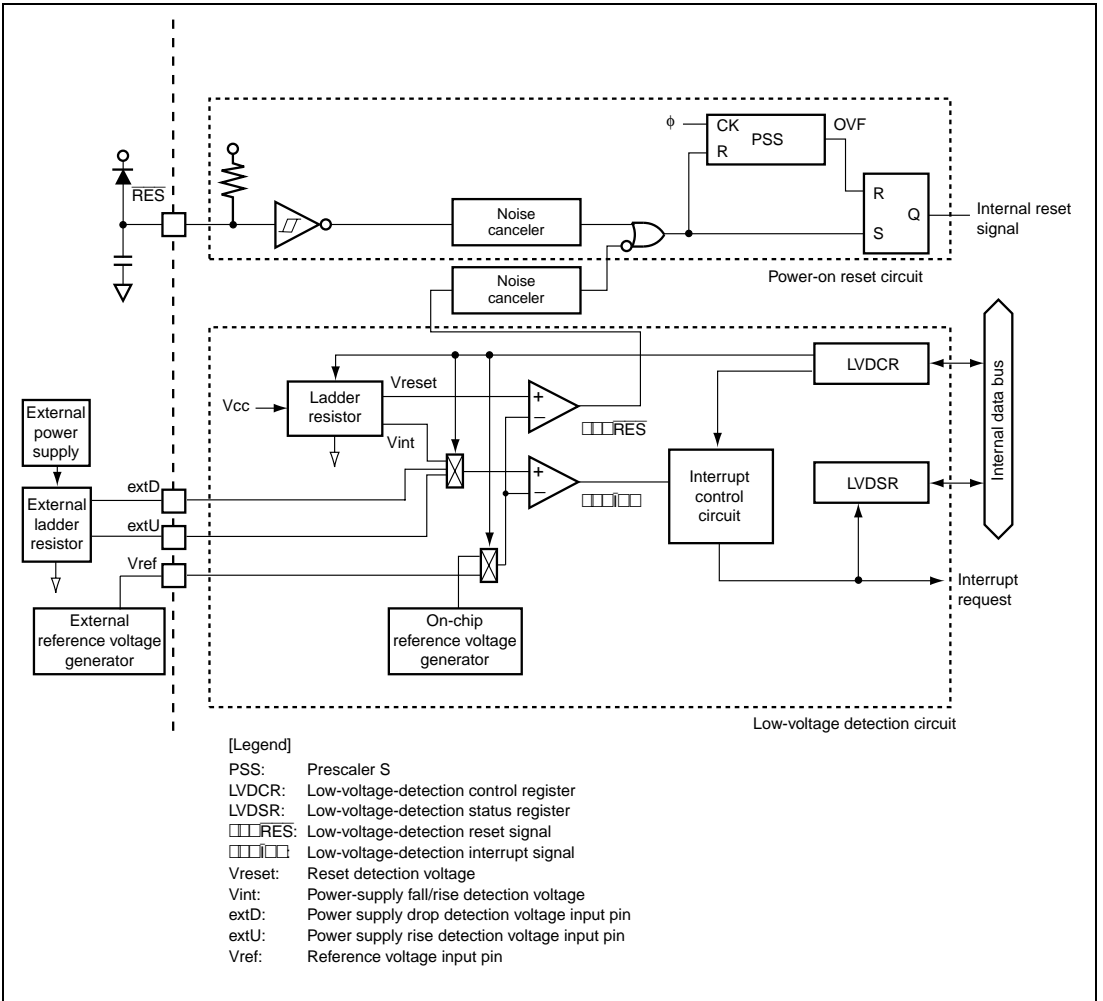 φ
CK
PSS
R
OVF
RES
Noise
canceler
R
Q
S
Internal reset
signal
Noise
canceler
Power-on reset circuit
LVDCR
Vreset
Ladder
resistor
Vcc
Vint
RES
External
power
supply
Interrupt
control
circuit
LVDSR
Internal data bus
extD
External
ladder
resistor
extU
Vref
Interrupt
request
External
reference voltage
generator
On-chip
reference voltage
generator
Low-voltage detection circuit
[Legend]
PSS: Prescaler S
LVDCR: Low-voltage-detection control register
LVDSR: Low-voltage-detection status register
RES: Low-voltage-detection reset signal
Low-voltage-detection interrupt signal
Vreset: Reset detection voltage
Vint: Power-supply fall/rise detection voltage
extD: Power supply drop detection voltage input pin
extU: Power supply rise detection voltage input pin
Vref: Reference voltage input pin